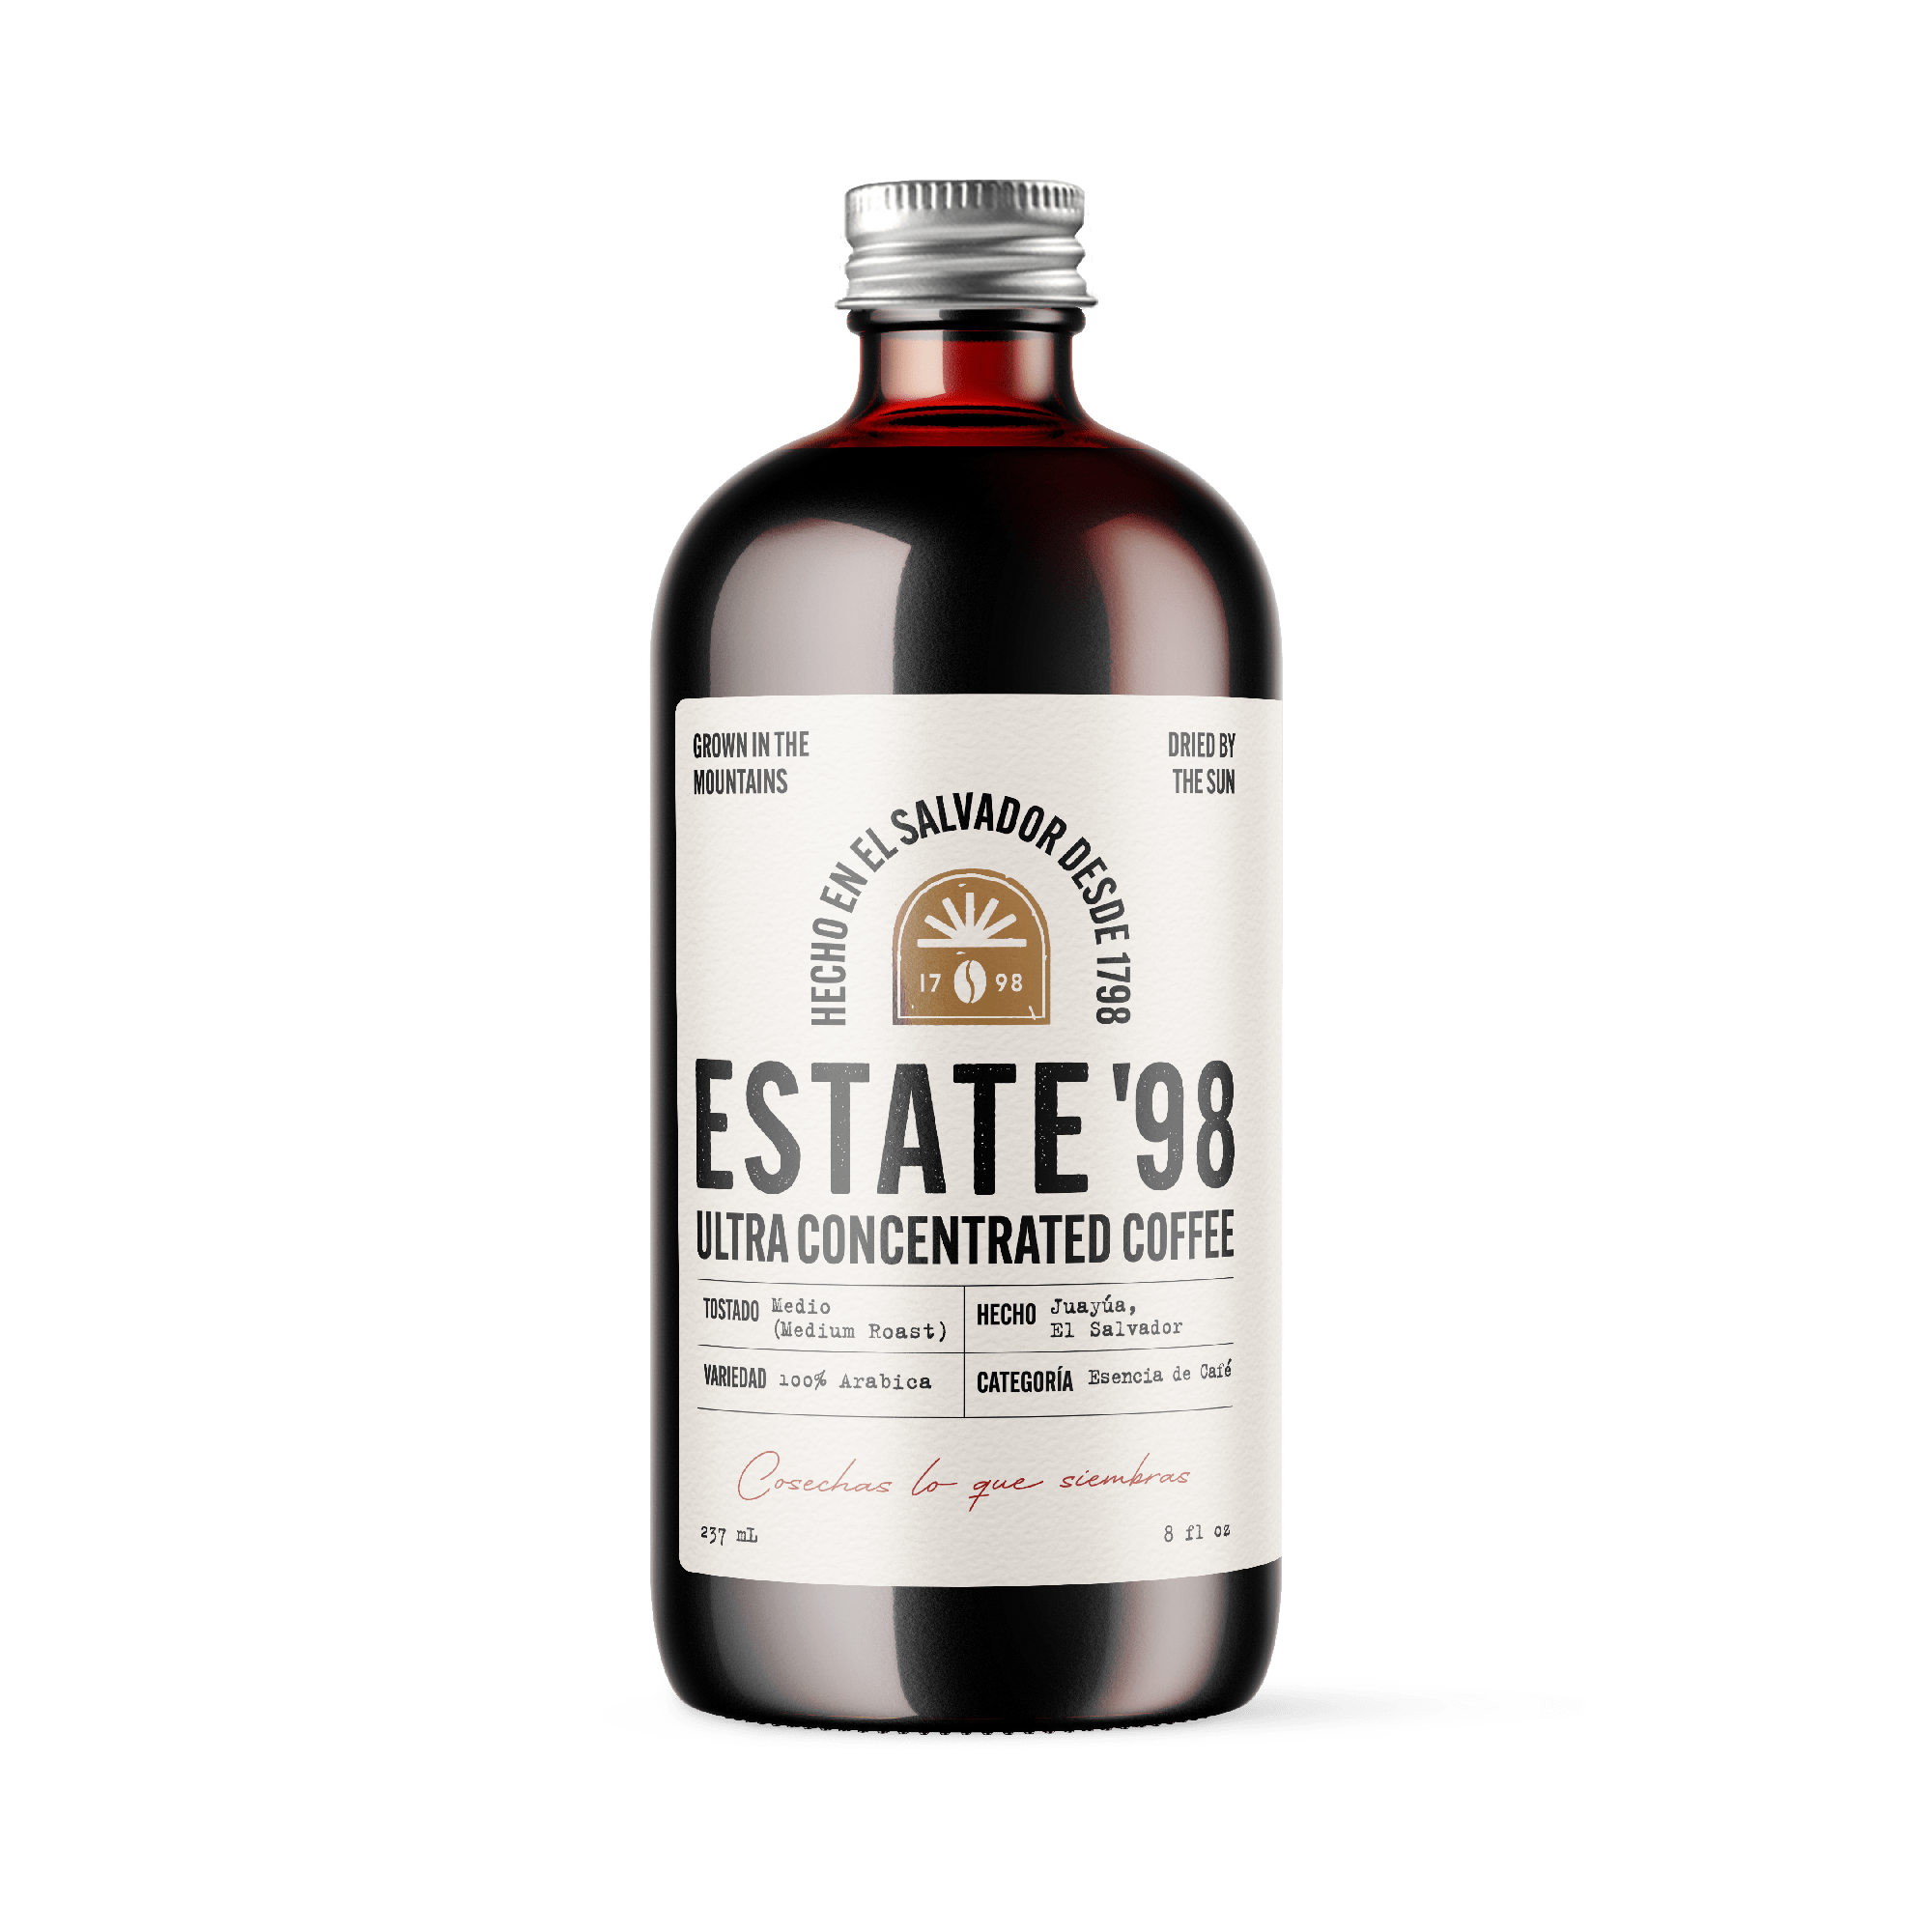 GROWN IN THE
MOUNTAINS
DRIED BY
THE SUN
HECHO EN EL SALVADOR DESDE 1798
17 98
ESTATE '98
ULTRA CONCENTRATED COFFEE
TOSTADO Medio
(Medium Roast)
HECHO Juayúa,
El Salvador
VARIEDAD 100% Arabica
CATEGORÍA Esencia de Café
Cosechas lo que siembras
237 mL
8 fl oz